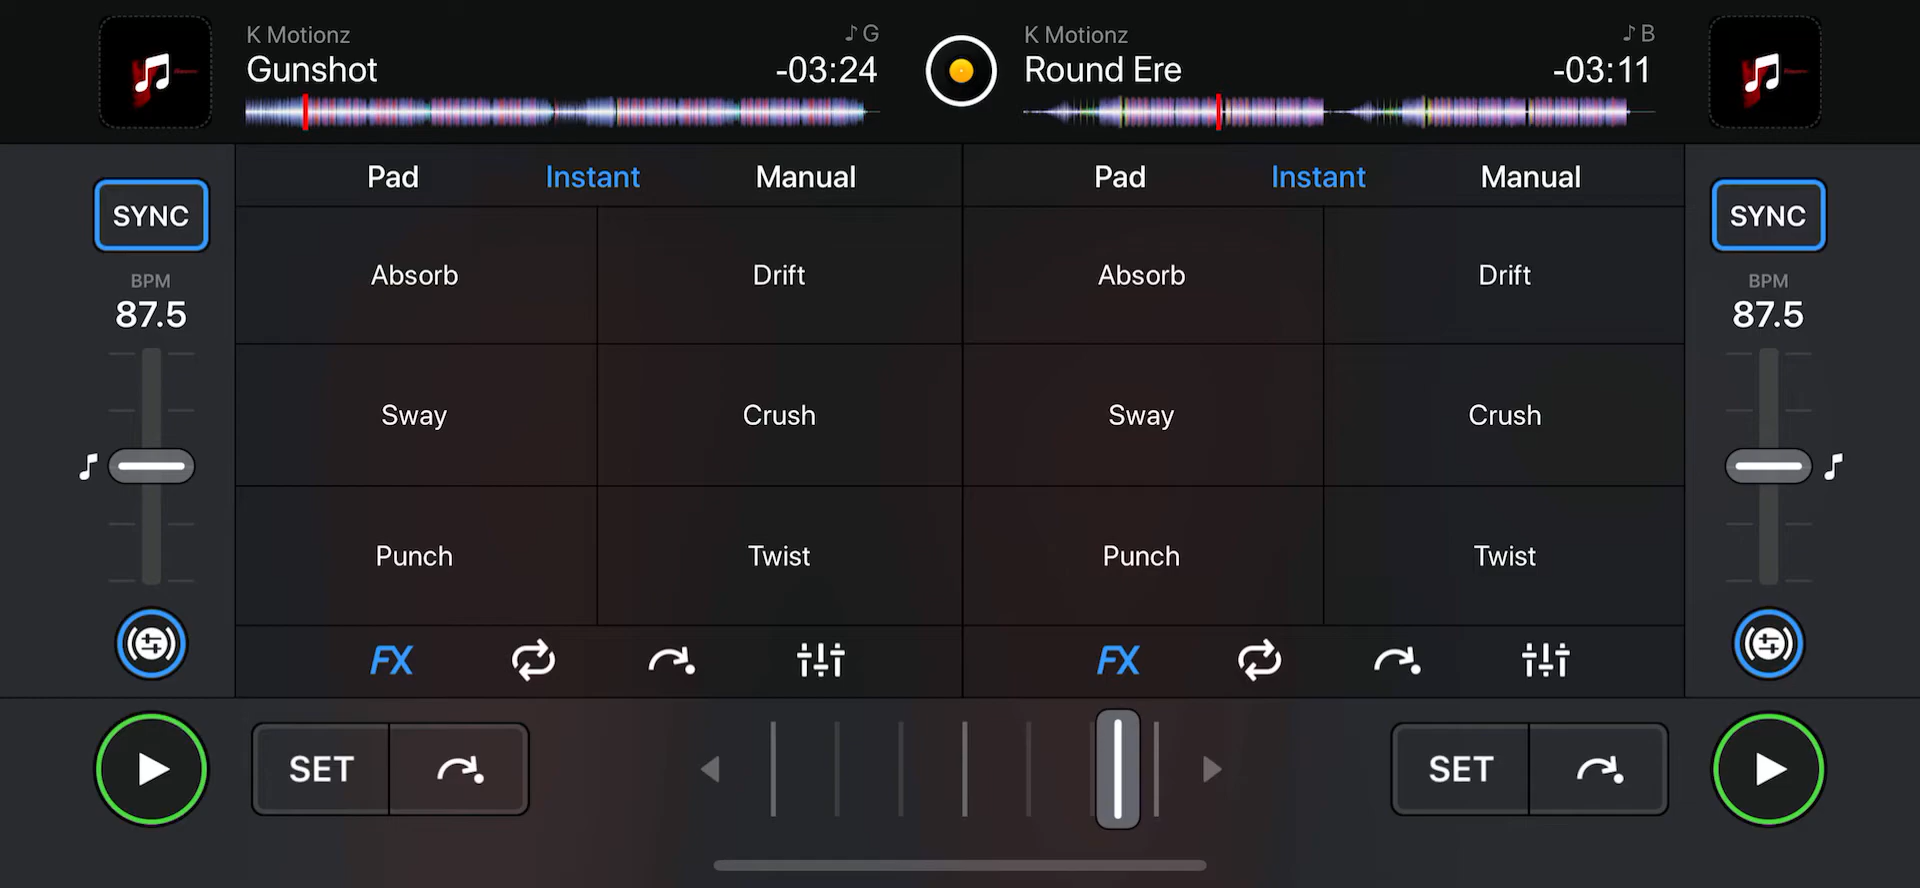 K Motionz
G
Gunshot
-03:24
K Motionz
B
Round Ere
-03:11
SYNC
BPM
87.5
Pad Instant Manual
Absorb Drift
Sway Crush
Punch Twist
FX
Pad Instant Manual
Absorb Drift
Sway Crush
Punch Twist
FX
SYNC
BPM
87.5
SET
SET